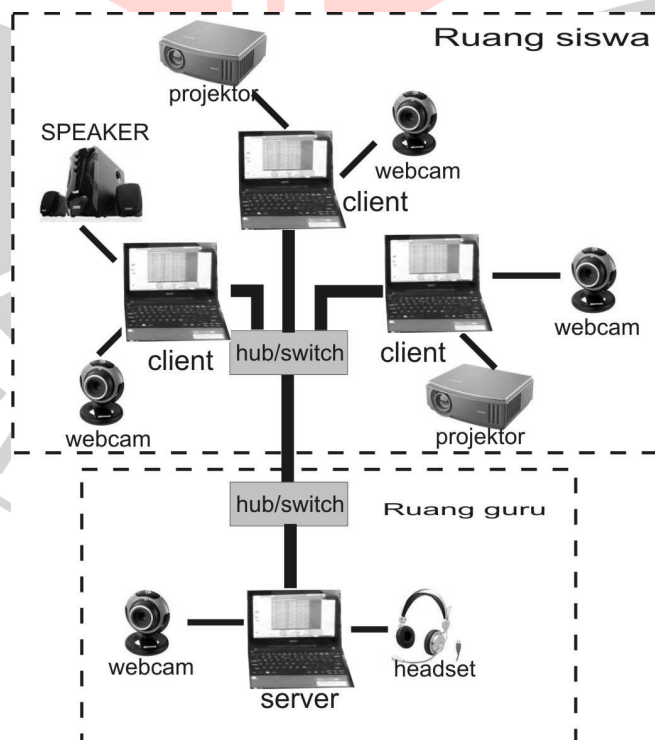 Ruang siswa
projektor
SPEAKER
webcam
client
webcam
client
hub/switch
client
webcam
projektor
hub/switch
Ruang guru
webcam
headset
server